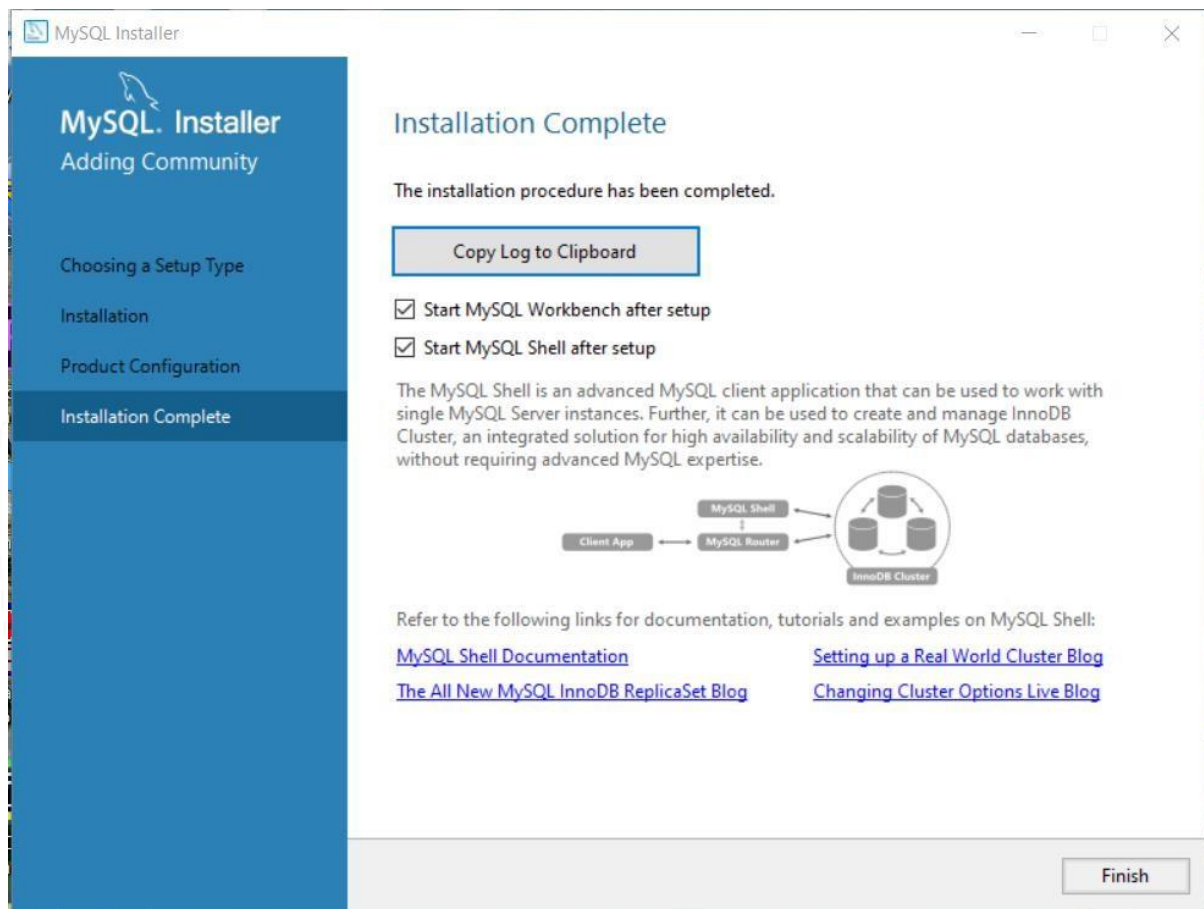 MySQL Installer
MySQL. Installer
Adding Community
Choosing a Setup Type
Installation
Product Configuration
Installation Complete
Installation Complete
The installation procedure has been completed.
Copy Log to Clipboard
Start MySQL Workbench after setup
Start MySQL Shell after setup
The MySQL Shell is an advanced MySQL client application that can be used to work with
single MySQL Server instances. Further, it can be used to create and manage InnoDB
Cluster, an integrated solution for high availability and scalability of MySQL databases,
without requiring advanced MySQL expertise.
MySQL Shell
Client App
MySQL Router
InnoDB Cluster
Refer to the following links for documentation, tutorials and examples on MySQL Shell:
MySQL Shell Documentation
Setting up a Real World Cluster Blog
The All New MySQL InnoDB ReplicaSet Blog
Changing Cluster Options Live Blog
Finish